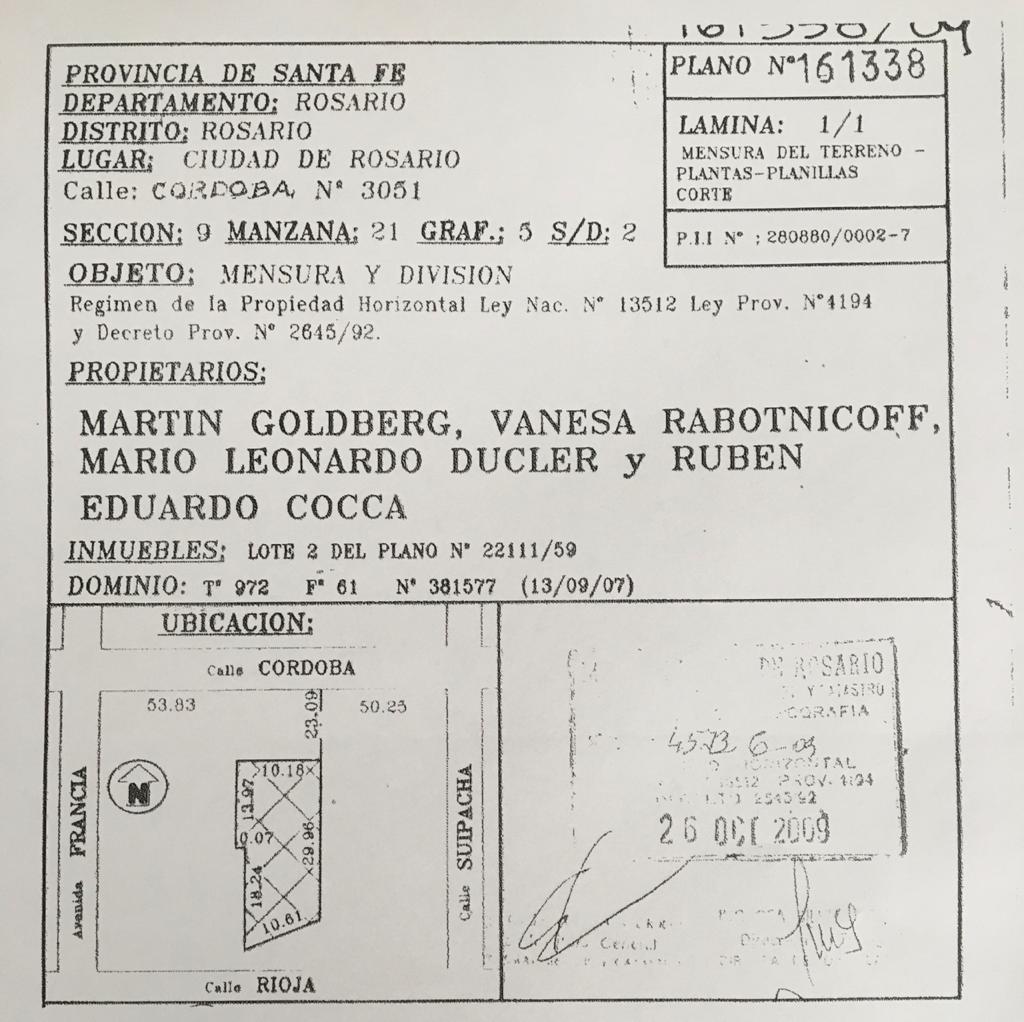 PLANO Nº161338
PROVINCIA DE SANTA FE
DEPARTAMENTO: ROSARIO
DISTRITO: ROSARIO
LUGAR: CIUDAD DE ROSARIO
Calle: CORDOBA, Nº 3051
LAMINA: 1/1
MENSURA DEL TERRENO -
PLANTAS-PLANILLAS
CORTE
SECCION: 9 MANZANA: 21 GRAF.: 5 S/D: 2
P.I.I Nº : 280880/0002-7
OBJETO: MENSURA Y DIVISION
Regimen de la Propiedad Horizontal Ley Nac. Nº 13512 Ley Prov. Nº4194
y Decreto Prov. Nº 2645/92.
PROPIETARIOS:
MARTIN GOLDBERG, VANESA RABOTNICOFF,
MARIO LEONARDO DUCLER y RUBEN
EDUARDO COCCA
INMUEBLES: LOTE 2 DEL PLANO Nº 22111/59
DOMINIO: Tº 972 Fº 61 Nº 381577 (13/09/07)
UBICACION:
Calle CORDOBA
53.83
23.09
50.25
10.18
13.97
0.07
29.96
18.24
10.61
N
Avenida FRANCIA
Calle SUIPACHA
Calle RIOJA
ROSARIO
26 OCT 2009